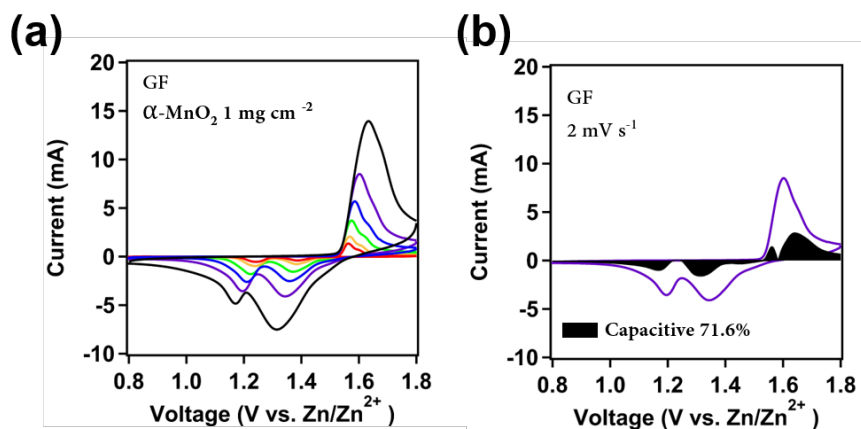 (a)
20
15
10
5
0
-5
-10
Current (mA)
GF
α-MnO₂ 1 mg cm ⁻²
0.8 1.0 1.2 1.4 1.6 1.8
Voltage (V vs. Zn/Zn²⁺ )
(b)
20
15
10
5
0
-5
-10
Current (mA)
GF
2 mV s⁻¹
Capacitive 71.6%
0.8 1.0 1.2 1.4 1.6 1.8
Voltage (V vs. Zn/Zn²⁺ )